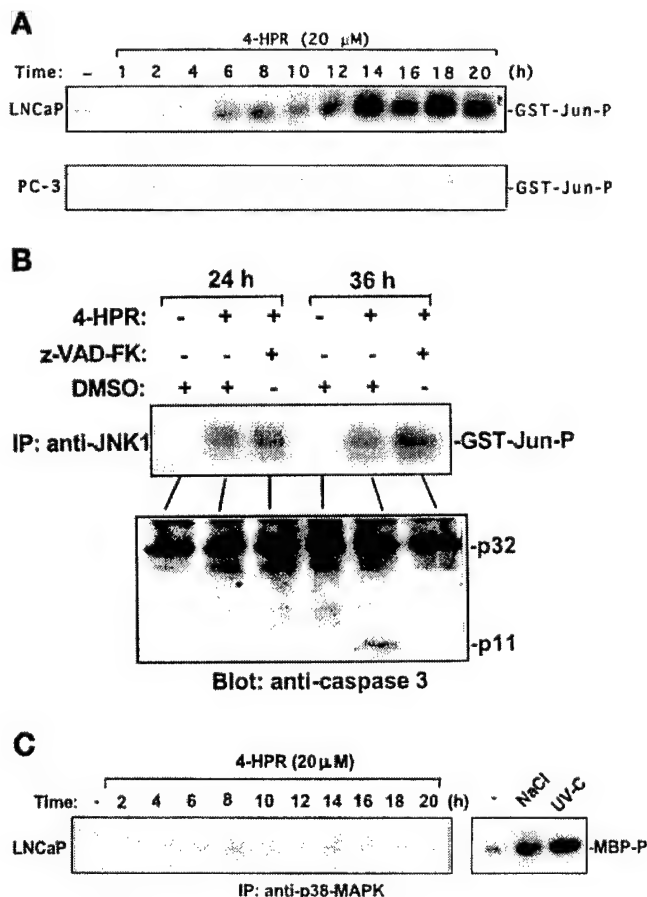 A
4-HPR (20 µM)
Time: - 1 2 4 6 8 10 12 14 16 18 20 (h)
LNCaP -GST-Jun-P
PC-3 -GST-Jun-P
B
24 h 36 h
4-HPR: - + + - + +
z-VAD-FK: - - + - - +
DMSO: + + - + + -
IP: anti-JNK1 -GST-Jun-P
-p32
-p11
Blot: anti-caspase 3
C
4-HPR (20µM)
Time: - 2 4 6 8 10 12 14 16 18 20 (h) - NaCl UV-C
LNCaP -MBP-P
IP: anti-p38-MAPK